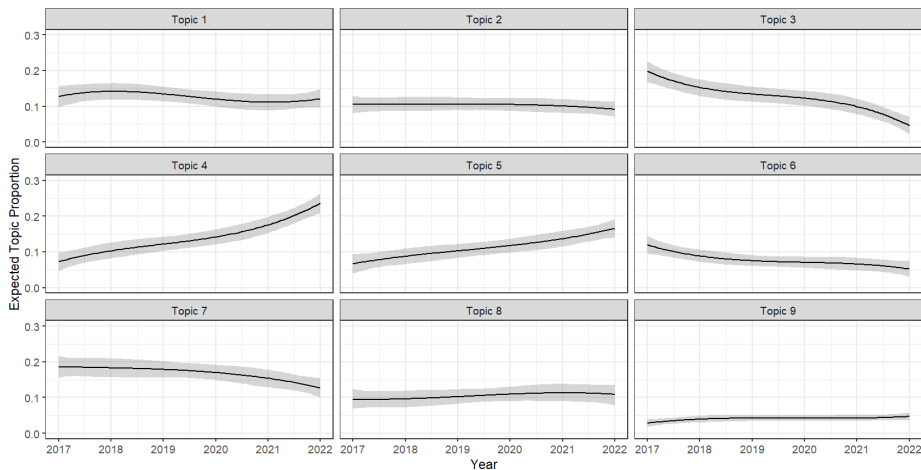 Topic 1
Topic 2
Topic 3
0.3
0.2
0.1
0.0
Topic 4
Topic 5
Topic 6
0.3
0.2
0.1
0.0
Topic 7
Topic 8
Topic 9
0.3
0.2
0.1
0.0
2017 2018 2019 2020 2021 2022
2017 2018 2019 2020 2021 2022
2017 2018 2019 2020 2021 2022
Expected Topic Proportion
Year